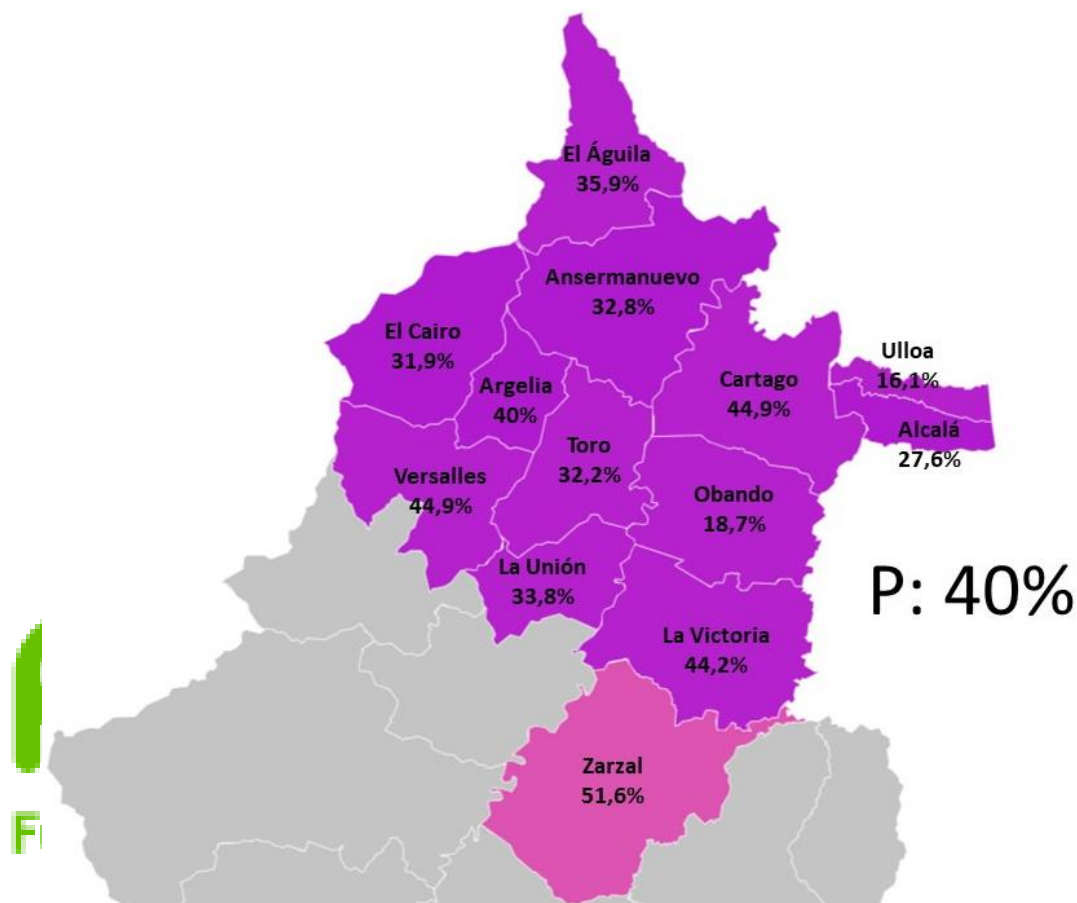 El Águila
35,9%
Ansermanuevo
32,8%
El Cairo
31,9%
Argelia
40%
Cartago
44,9%
Ulloa
16,1%
Alcalá
27,6%
Toro
32,2%
Versalles
44,9%
Obando
18,7%
La Unión
33,8%
P: 40%
La Victoria
44,2%
Zarzal
51,6%